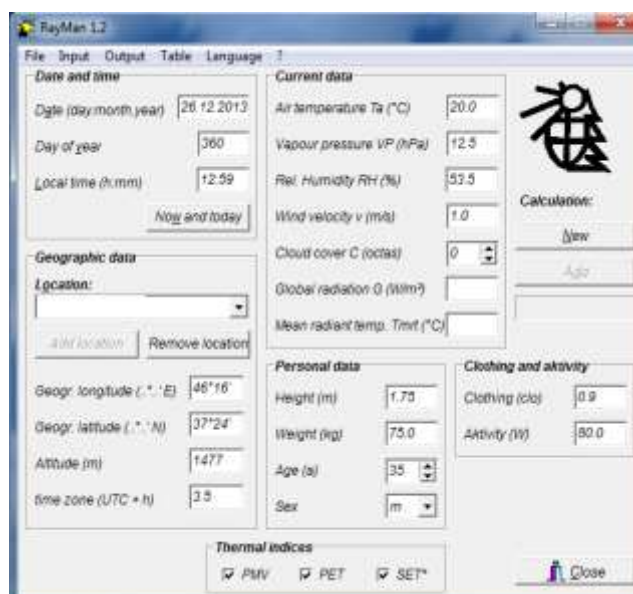 RayMan 1.2
File Input Output Table Language ?
Date and time
Date (day.month.year) 26.12.2013
Day of year 360
Local time (h:mm) 12:59
Now and today
Geographic data
Location:
Add location Remove location
Geogr. longitude (..°..'E) 46°16'
Geogr. latitude (..°..'N) 37°24'
Altitude (m) 1477
time zone (UTC + h) 3.5
Current data
Air temperature Ta (°C) 20.0
Vapour pressure VP (hPa) 12.5
Rel. Humidity RH (%) 53.5
Wind velocity v (m/s) 1.0
Cloud cover C (octas) 0
Global radiation G (W/m²)
Mean radiant temp. Tmrt (°C)
Calculation:
New
Add
Personal data
Height (m) 1.75
Weight (kg) 75.0
Age (a) 35
Sex m
Clothing and aktivity
Clothing (clo) 0.9
Aktivity (W) 80.0
Thermal indices
PMV PET SET*
Close